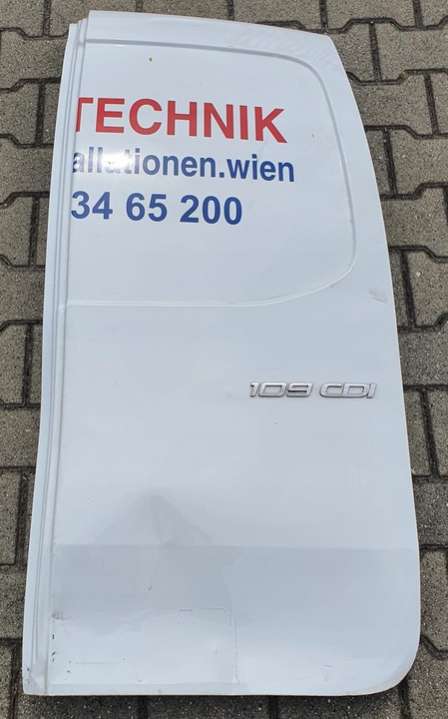 TECHNIK
allationen.wien
34 65 200
109 CDI